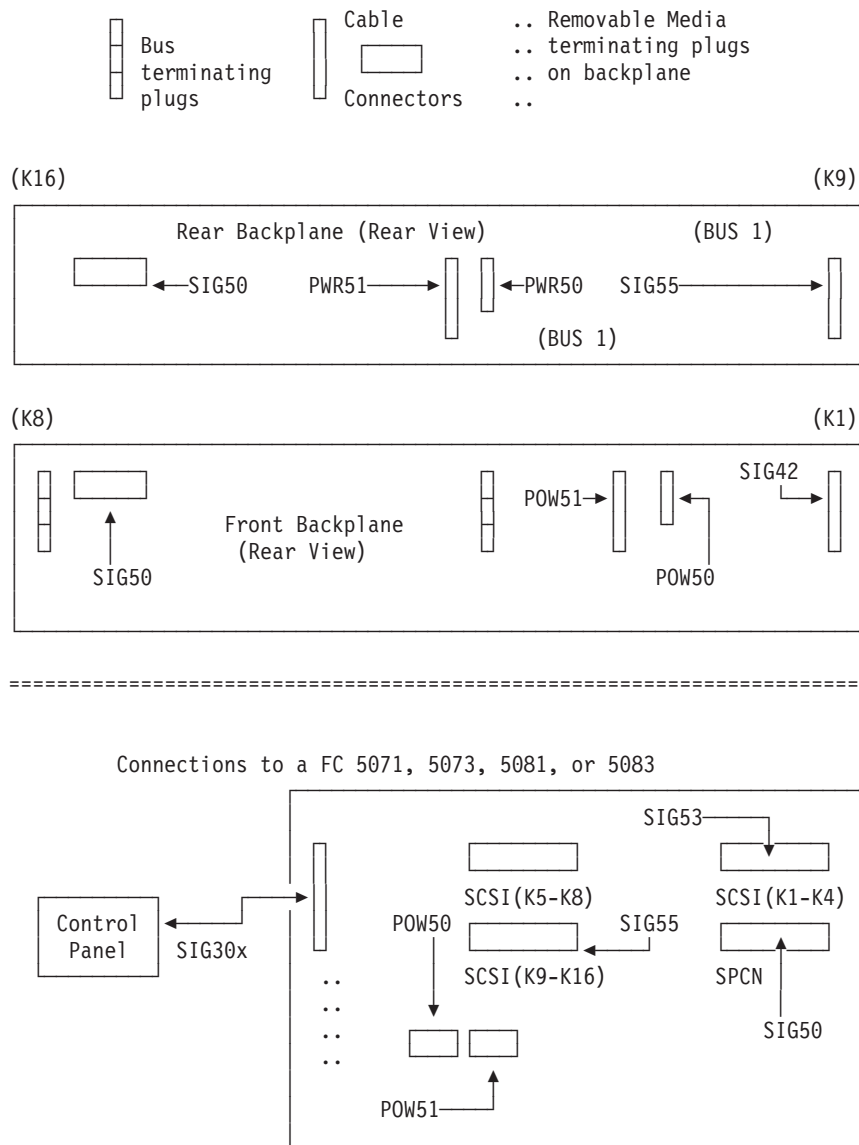 Cable
.. Removable Media
Bus
.. terminating plugs
terminating
.. on backplane
plugs
Connectors
..
(K16) (K9)
Rear Backplane (Rear View) (BUS 1)
SIG50 PWR51 PWR50 SIG55
(BUS 1)
(K8) (K1)
SIG42
POW51
Front Backplane
(Rear View)
SIG50 POW50
======================================================================
Connections to a FC 5071, 5073, 5081, or 5083
SIG53
SCSI(K5-K8) SCSI(K1-K4)
Control
Panel
SIG30x
POW50 SIG55
SCSI(K9-K16) SPCN
..
..
..
..
SIG50
POW51